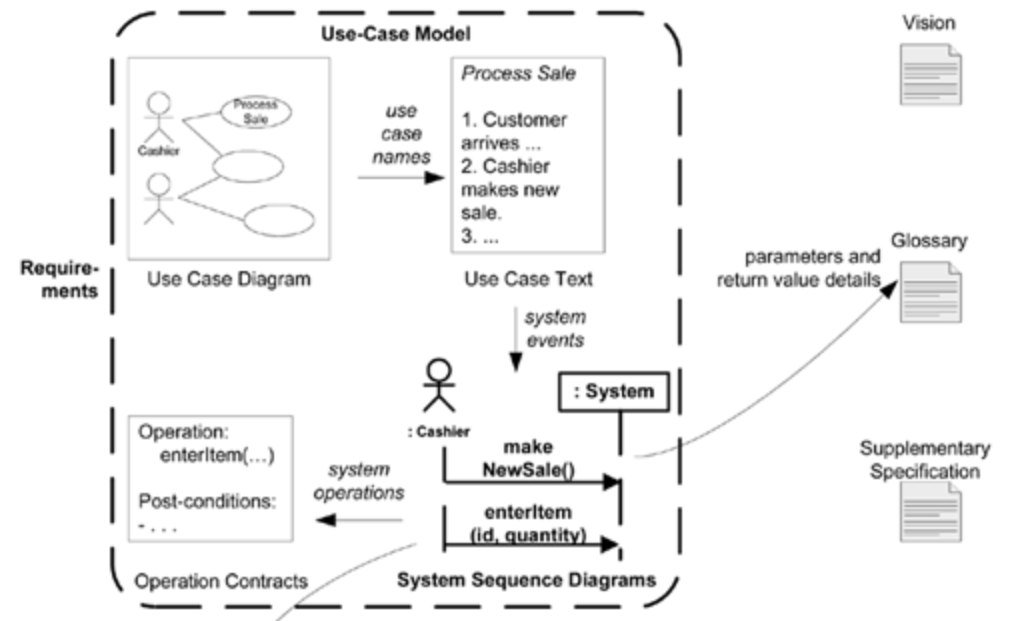 Use-Case Model
Vision
Process
Sale
Cashier
use
case
names
Process Sale
1. Customer
arrives ...
2. Cashier
makes new
sale.
3. ...
Use Case Diagram
Use Case Text
Require-
ments
parameters and
return value details
Glossary
system
events
: System
: Cashier
make
NewSale()
enterItem
(id, quantity)
system
operations
Operation:
enterItem(…)
Post-conditions:
- . . .
Operation Contracts
System Sequence Diagrams
Supplementary
Specification